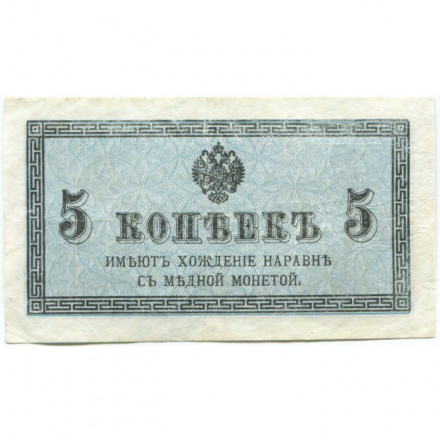 5 КОПѢЕКЪ 5
ИМѢЮТЪ ХОЖДЕНІЕ НАРАВНѢ
СЪ МѢДНОЙ МОНЕТОЙ.